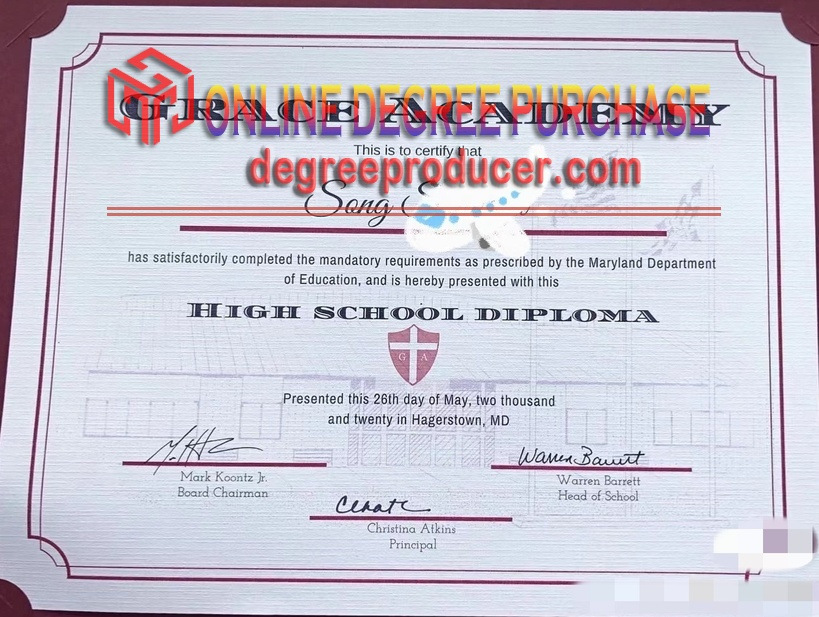 GRACE ACADEMY
ONLINE DEGREE PURCHASE
This is to certify that
degreeproducer.com
Song
has satisfactorily completed the mandatory requirements as prescribed by the Maryland Department
of Education, and is hereby presented with this
HIGH SCHOOL DIPLOMA
G A
Presented this 26th day of May, two thousand
and twenty in Hagerstown, MD
Warren Barrett
Mark Koontz Jr.
Board Chairman
Warren Barrett
Head of School
Christina Atkins
Principal